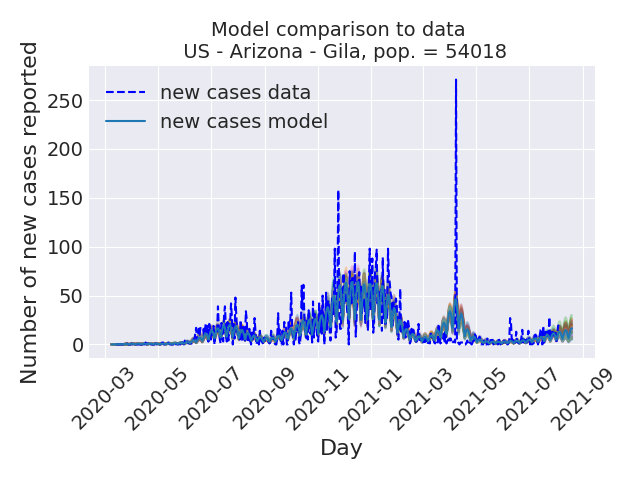 Model comparison to data
US - Arizona - Gila, pop. = 54018
Number of new cases reported
new cases data
new cases model
250
200
150
100
50
0
2020-03
2020-05
2020-07
2020-09
2020-11
2021-01
2021-03
2021-05
2021-07
2021-09
Day